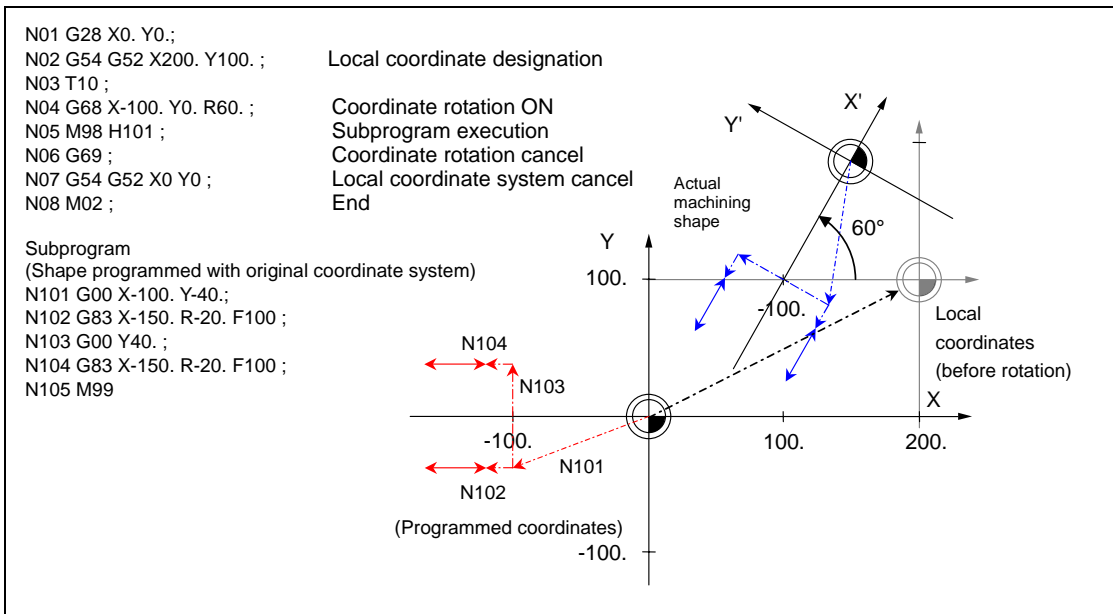 N01 G28 X0. Y0.;
N02 G54 G52 X200. Y100. ; Local coordinate designation
N03 T10 ;
N04 G68 X-100. Y0. R60. ; Coordinate rotation ON
N05 M98 H101 ; Subprogram execution
N06 G69 ; Coordinate rotation cancel
N07 G54 G52 X0 Y0 ; Local coordinate system cancel
N08 M02 ; End
Subprogram
(Shape programmed with original coordinate system)
N101 G00 X-100. Y-40.;
N102 G83 X-150. R-20. F100 ;
N103 G00 Y40. ;
N104 G83 X-150. R-20. F100 ;
N105 M99
X'
Y'
Actual
machining
shape
60°
Y
100.
-100.
Local
coordinates
(before rotation)
N104
N103
X
-100.
100.
200.
N101
N102
(Programmed coordinates)
-100.